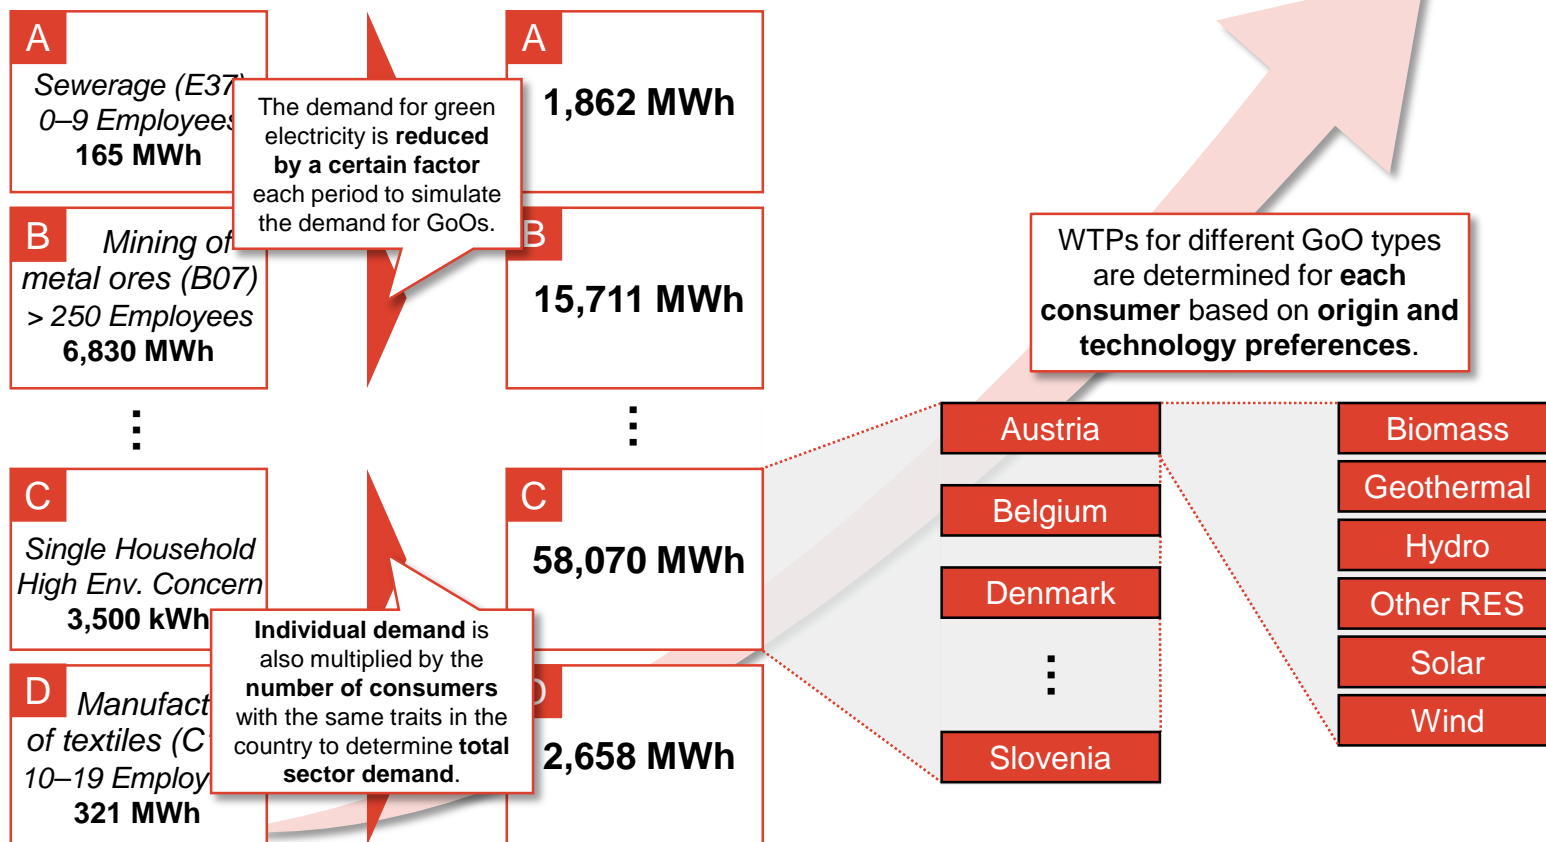 A
Sewerage (E37)
0–9 Employees
165 MWh
B
Mining of
metal ores (B07)
> 250 Employees
6,830 MWh
⋮
C
Single Household
High Env. Concern
3,500 kWh
D
of textiles
10–19
321 MWh
The demand for green
electricity is reduced
by a certain factor
each period to simulate
the demand for GoOs.
Individual demand is
also multiplied by the
number of consumers
with the same traits in the
country to determine total
sector demand.
A
1,862 MWh
B
15,711 MWh
⋮
C
58,070 MWh
D
2,658 MWh
WTPs for different GoO types
are determined for each
consumer based on origin and
technology preferences.
Austria
Belgium
Denmark
⋮
Slovenia
Biomass
Geothermal
Hydro
Other RES
Solar
Wind